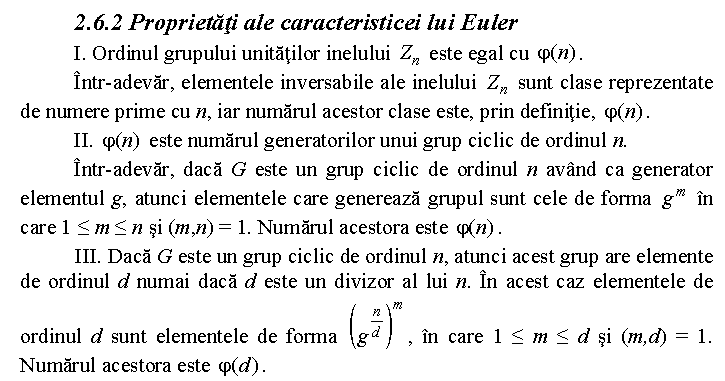 2.6.2 Proprietăţi ale caracteristicei lui Euler
I. Ordinul grupului unităţilor inelului Zₙ este egal cu φ(n).
Într-adevăr, elementele inversabile ale inelului Zₙ sunt clase reprezentate
de numere prime cu n, iar numărul acestor clase este, prin definiţie, φ(n).
II. φ(n) este numărul generatorilor unui grup ciclic de ordinul n.
Într-adevăr, dacă G este un grup ciclic de ordinul n având ca generator
elementul g, atunci elementele care generează grupul sunt cele de forma gᵐ în
care 1 ≤ m ≤ n şi (m,n) = 1. Numărul acestora este φ(n).
III. Dacă G este un grup ciclic de ordinul n, atunci acest grup are elemente
de ordinul d numai dacă d este un divizor al lui n. În acest caz elementele de
ordinul d sunt elementele de forma (g^(n/d))^m, în care 1 ≤ m ≤ d şi (m,d) = 1.
Numărul acestora este φ(d).